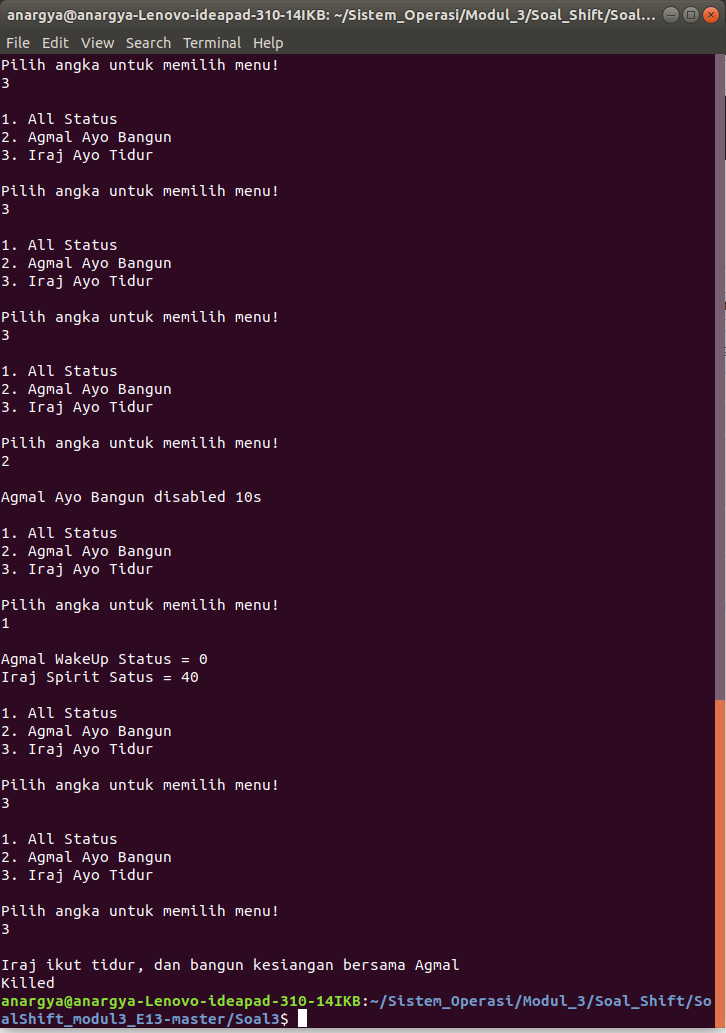 anargya@anargya-Lenovo-ideapad-310-14IKB: ~/Sistem_Operasi/Modul_3/Soal_Shift/Soal…
File Edit View Search Terminal Help
Pilih angka untuk memilih menu!
3
1. All Status
2. Agmal Ayo Bangun
3. Iraj Ayo Tidur
Pilih angka untuk memilih menu!
3
1. All Status
2. Agmal Ayo Bangun
3. Iraj Ayo Tidur
Pilih angka untuk memilih menu!
3
1. All Status
2. Agmal Ayo Bangun
3. Iraj Ayo Tidur
Pilih angka untuk memilih menu!
2
Agmal Ayo Bangun disabled 10s
1. All Status
2. Agmal Ayo Bangun
3. Iraj Ayo Tidur
Pilih angka untuk memilih menu!
1
Agmal WakeUp Status = 0
Iraj Spirit Satus = 40
1. All Status
2. Agmal Ayo Bangun
3. Iraj Ayo Tidur
Pilih angka untuk memilih menu!
3
1. All Status
2. Agmal Ayo Bangun
3. Iraj Ayo Tidur
Pilih angka untuk memilih menu!
3
Iraj ikut tidur, dan bangun kesiangan bersama Agmal
Killed
anargya@anargya-Lenovo-ideapad-310-14IKB:~/Sistem_Operasi/Modul_3/Soal_Shift/So
alShift_modul3_E13-master/Soal3$